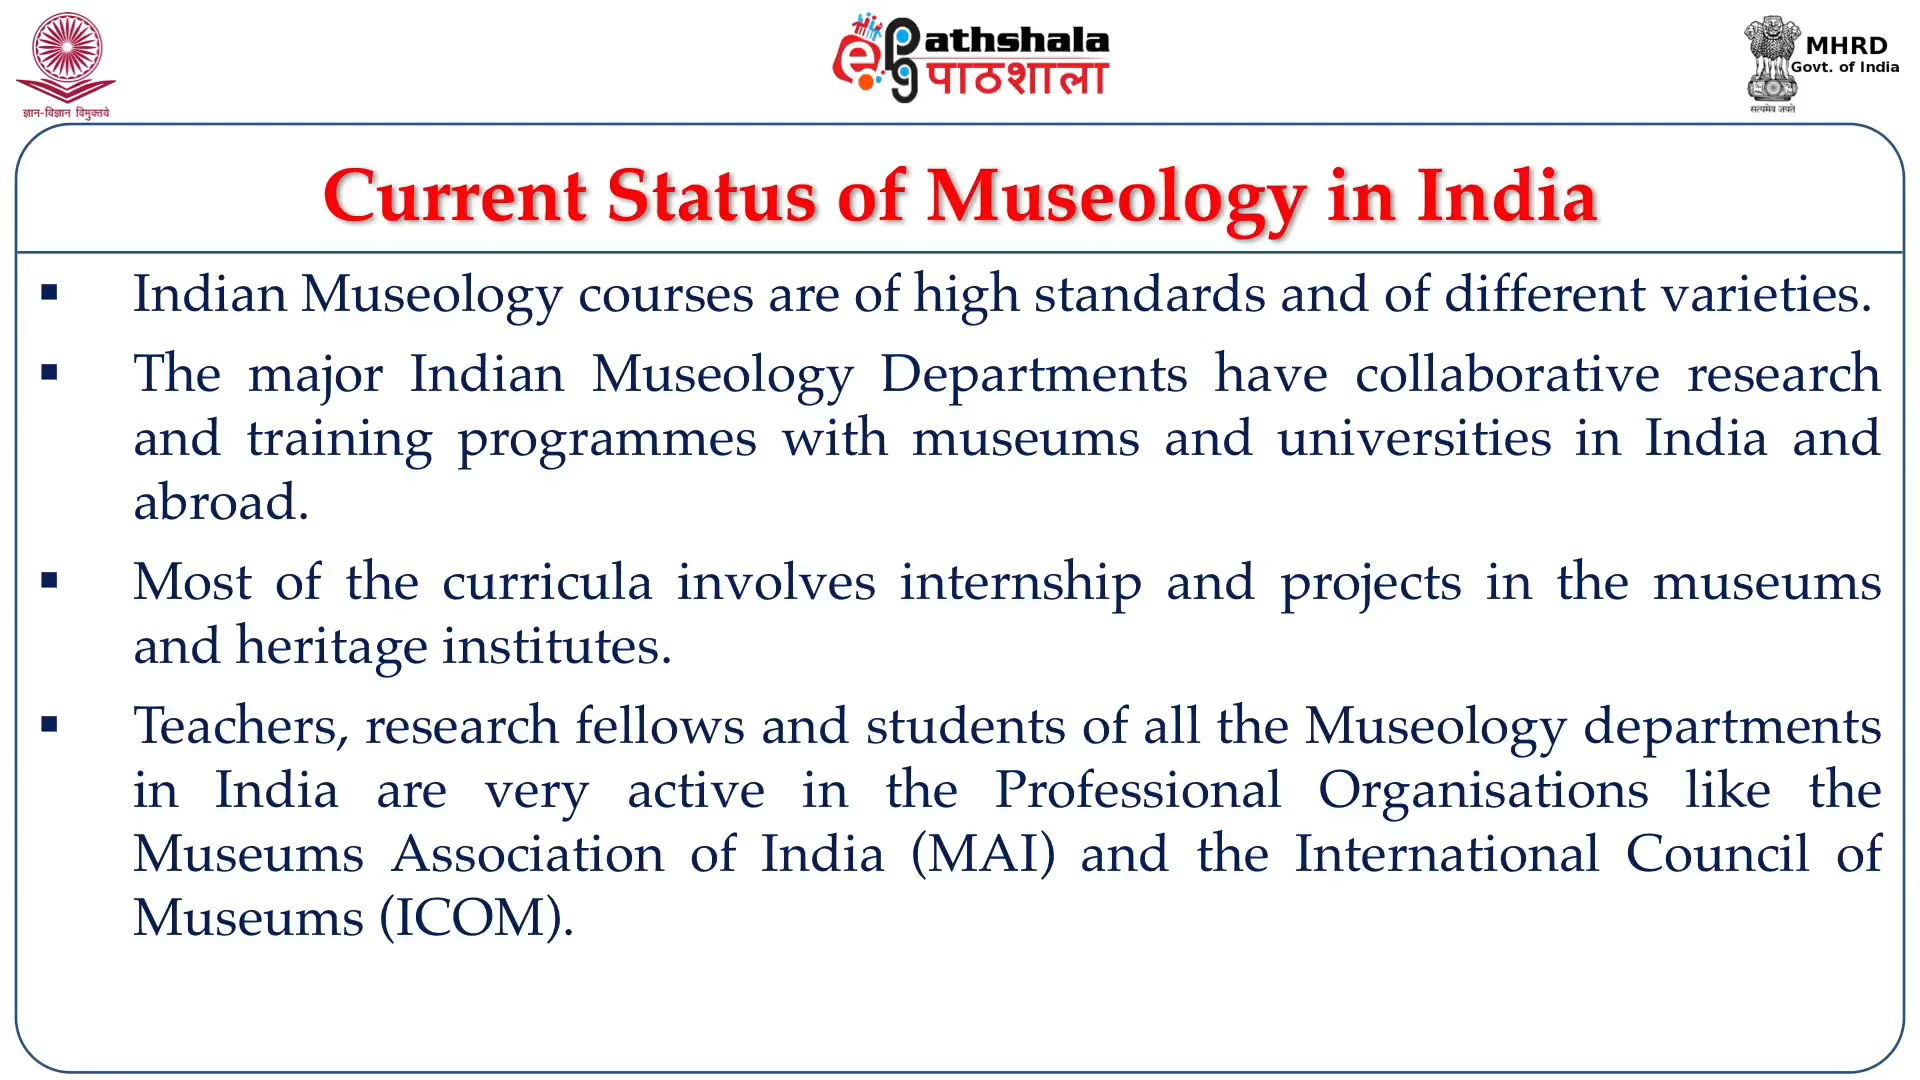 ज्ञान-विज्ञान विमुक्तये
e pg athshala
पाठशाला
MHRD
Govt. of India
सत्यमेव जयते
Current Status of Museology in India
▪ Indian Museology courses are of high standards and of different varieties.
▪ The major Indian Museology Departments have collaborative research
and training programmes with museums and universities in India and
abroad.
▪ Most of the curricula involves internship and projects in the museums
and heritage institutes.
▪ Teachers, research fellows and students of all the Museology departments
in India are very active in the Professional Organisations like the
Museums Association of India (MAI) and the International Council of
Museums (ICOM).